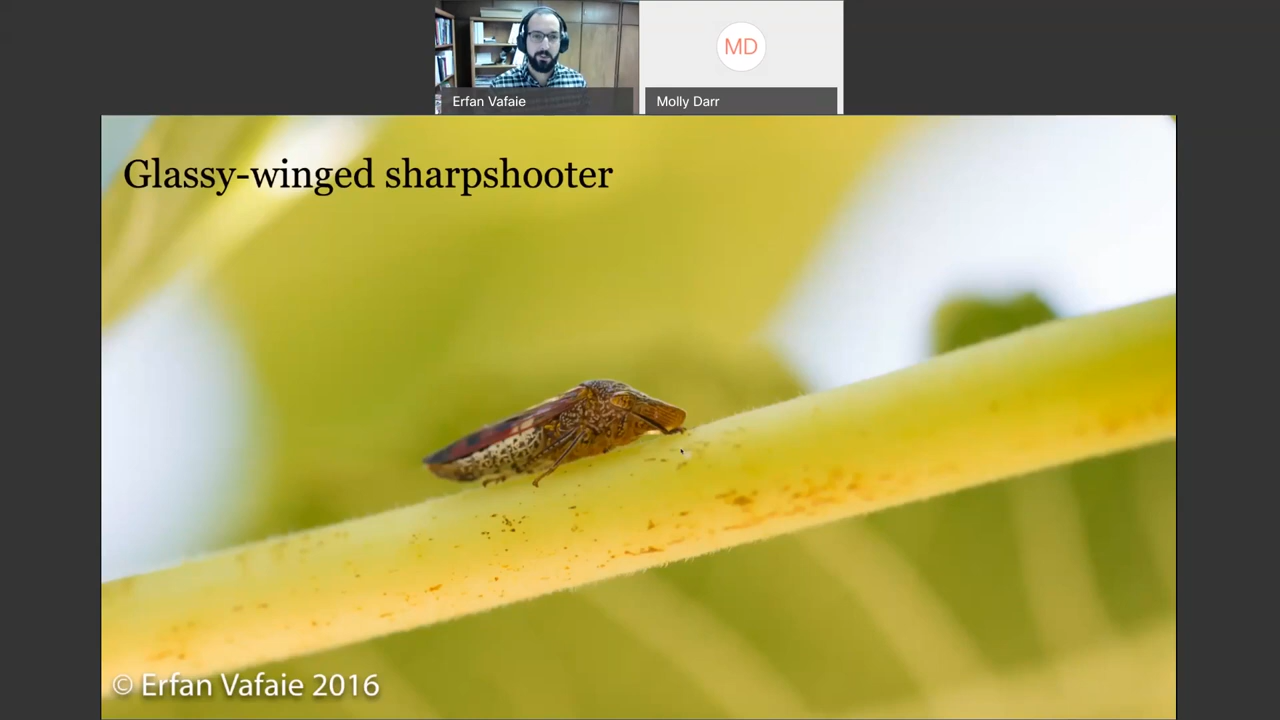 MD
Erfan Vafaie
Molly Darr
Glassy-winged sharpshooter
© Erfan Vafaie 2016